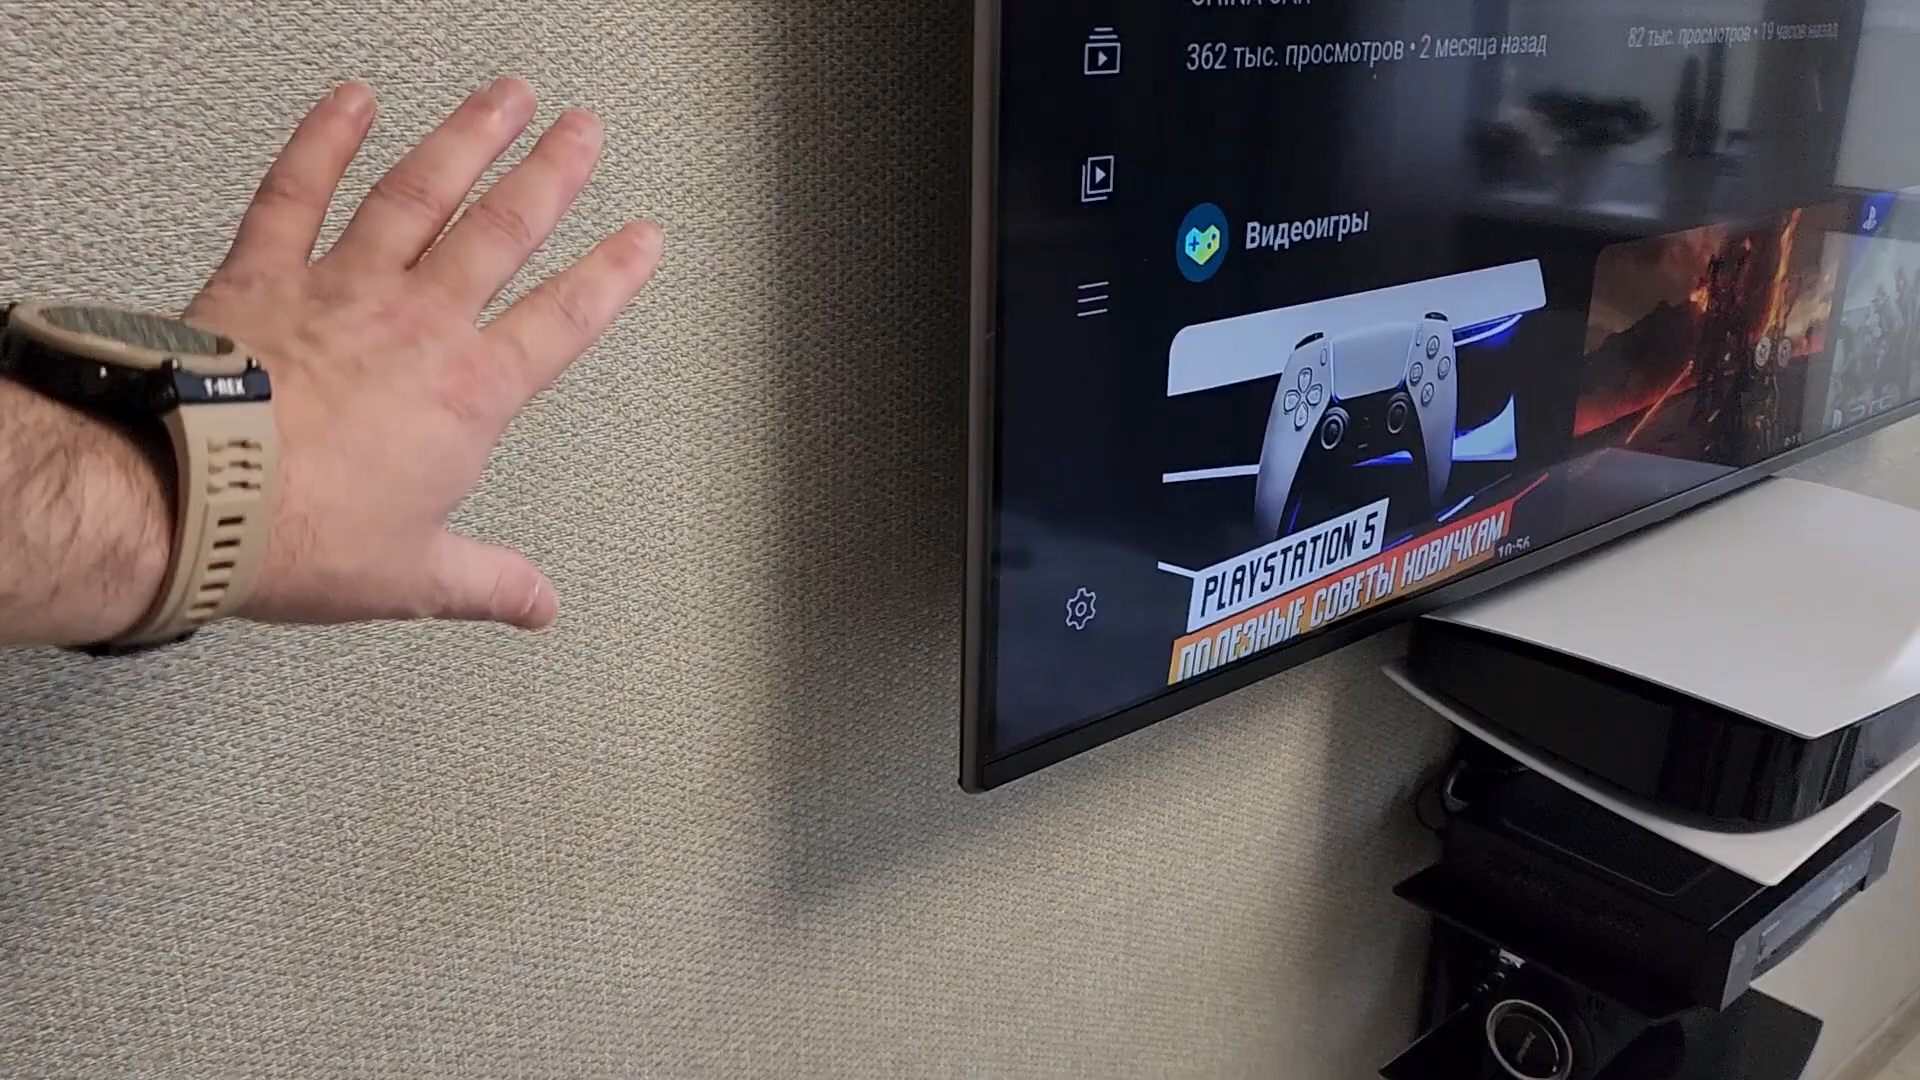 362 тыс. просмотров • 2 месяца назад
82 тыс. просмотров • 19 часов назад
Видеоигры
PLAYSTATION 5
ПОЛЕЗНЫЕ СОВЕТЫ НОВИЧКАМ
10:56
T-REX